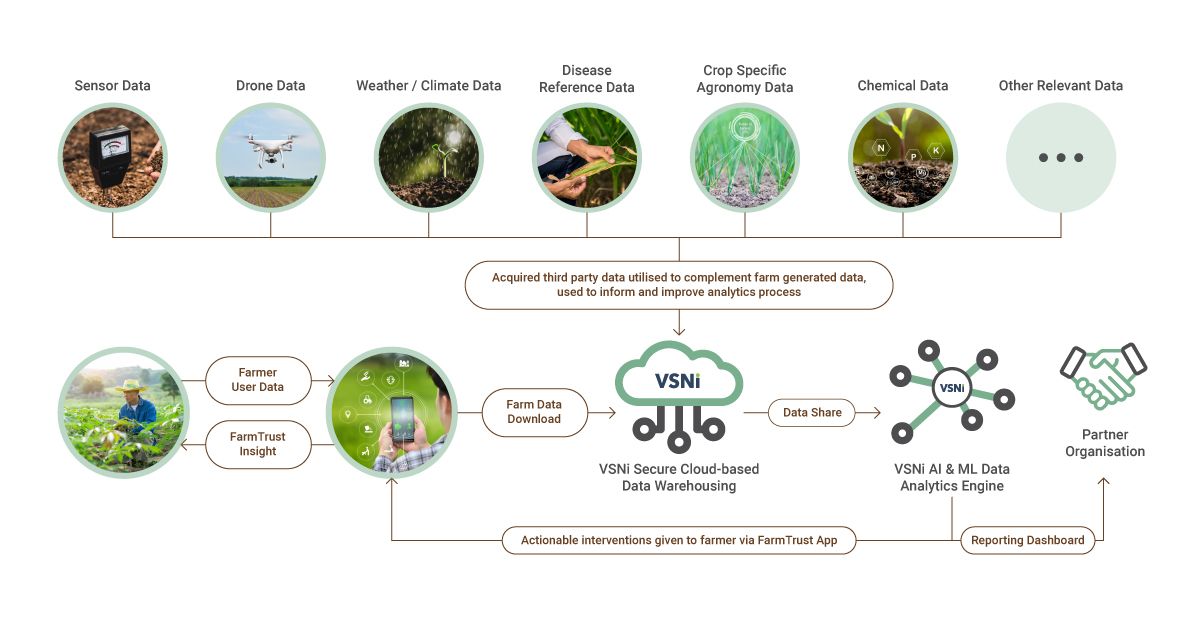 Sensor Data
Drone Data
Weather / Climate Data
Disease
Reference Data
Crop Specific
Agronomy Data
Chemical Data
Other Relevant Data
N
P
K
Acquired third party data utilised to complement farm generated data,
used to inform and improve analytics process
Farmer
User Data
FarmTrust
Insight
Farm Data
Download
VSNi
VSNi Secure Cloud-based
Data Warehousing
Data Share
VSNi
VSNi AI & ML Data
Analytics Engine
Partner
Organisation
Actionable interventions given to farmer via FarmTrust App
Reporting Dashboard